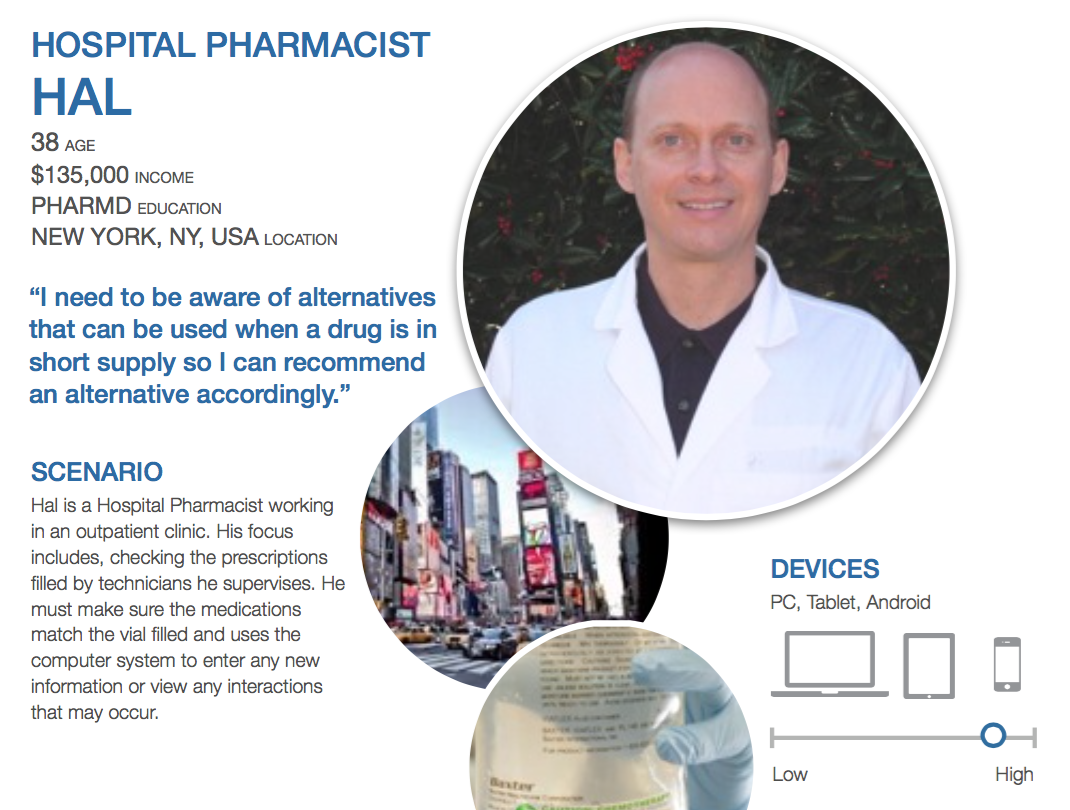 HOSPITAL PHARMACIST
HAL
38 AGE
$135,000 INCOME
PHARMD EDUCATION
NEW YORK, NY, USA LOCATION
“I need to be aware of alternatives
that can be used when a drug is in
short supply so I can recommend
an alternative accordingly.”
SCENARIO
Hal is a Hospital Pharmacist working
in an outpatient clinic. His focus
includes, checking the prescriptions
filled by technicians he supervises. He
must make sure the medications
match the vial filled and uses the
computer system to enter any new
information or view any interactions
that may occur.
DEVICES
PC, Tablet, Android
Low High
Baxter